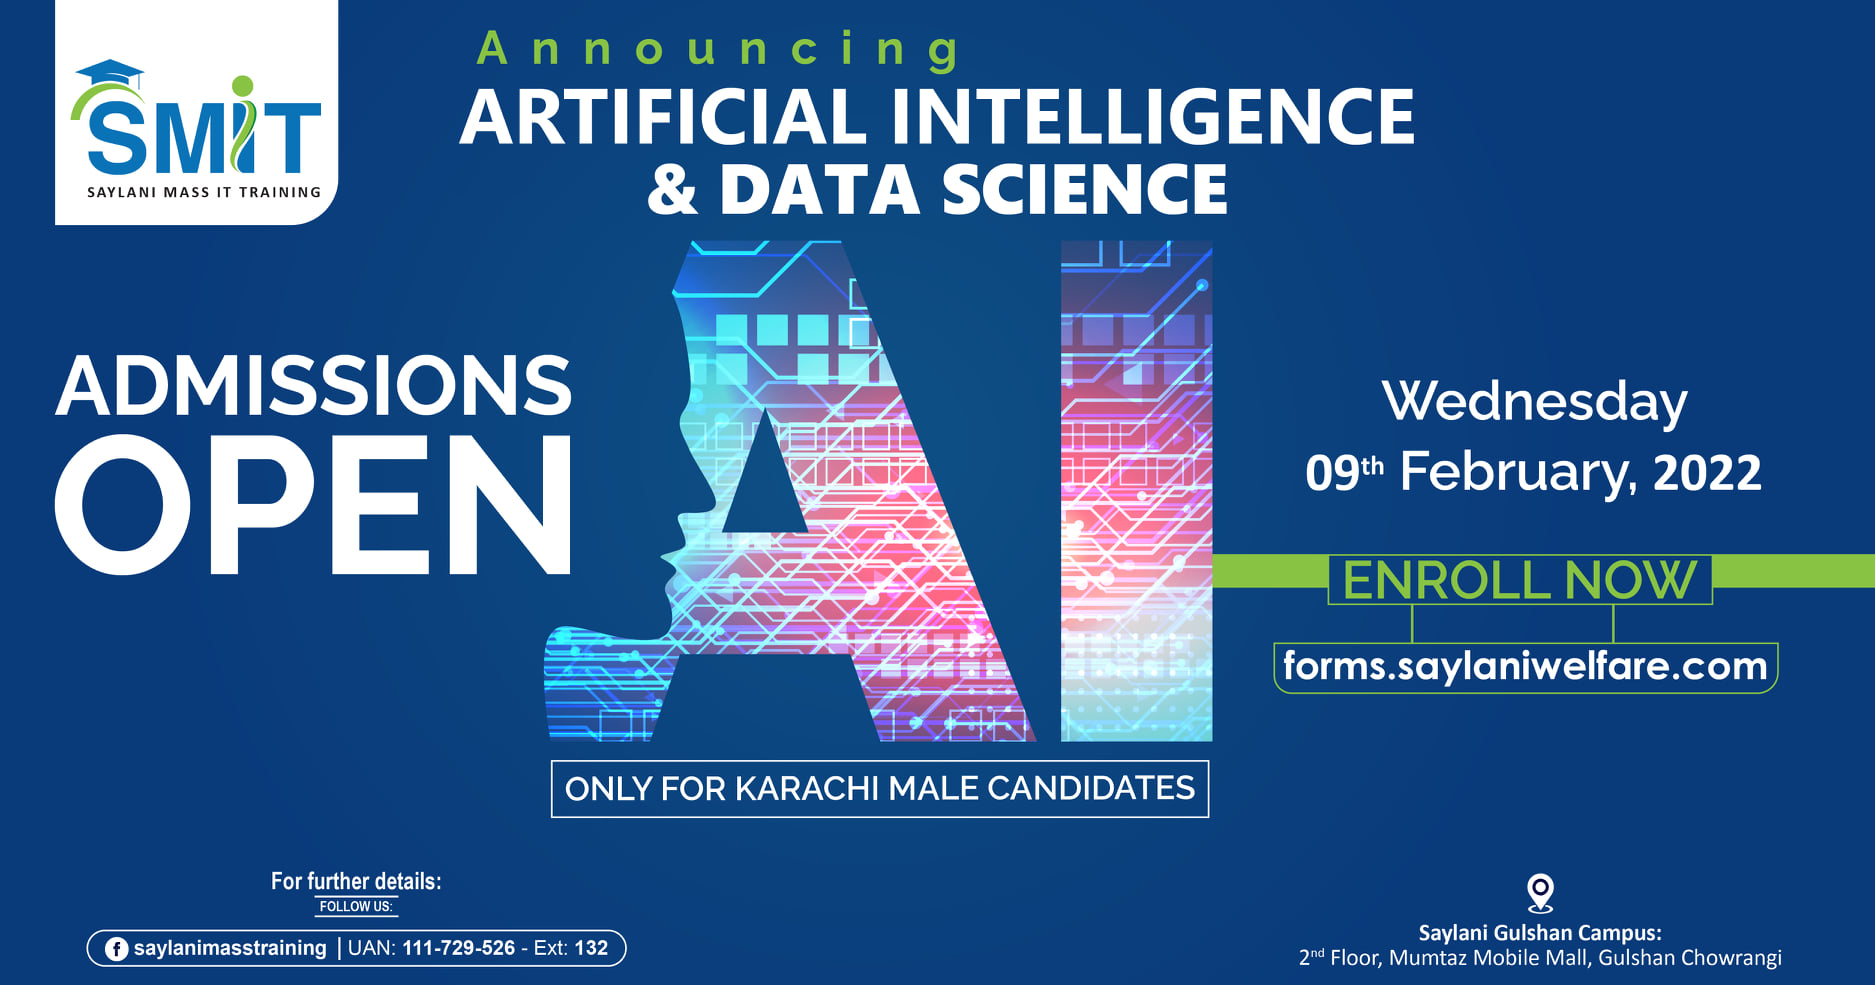 SMiT
SAYLANI MASS IT TRAINING
Announcing
ARTIFICIAL INTELLIGENCE
& DATA SCIENCE
ADMISSIONS
OPEN
AI
Wednesday
09th February, 2022
ENROLL NOW
forms.saylaniwelfare.com
ONLY FOR KARACHI MALE CANDIDATES
For further details:
FOLLOW US:
saylanimasstraining | UAN: 111-729-526 - Ext: 132
Saylani Gulshan Campus:
2nd Floor, Mumtaz Mobile Mall, Gulshan Chowrangi